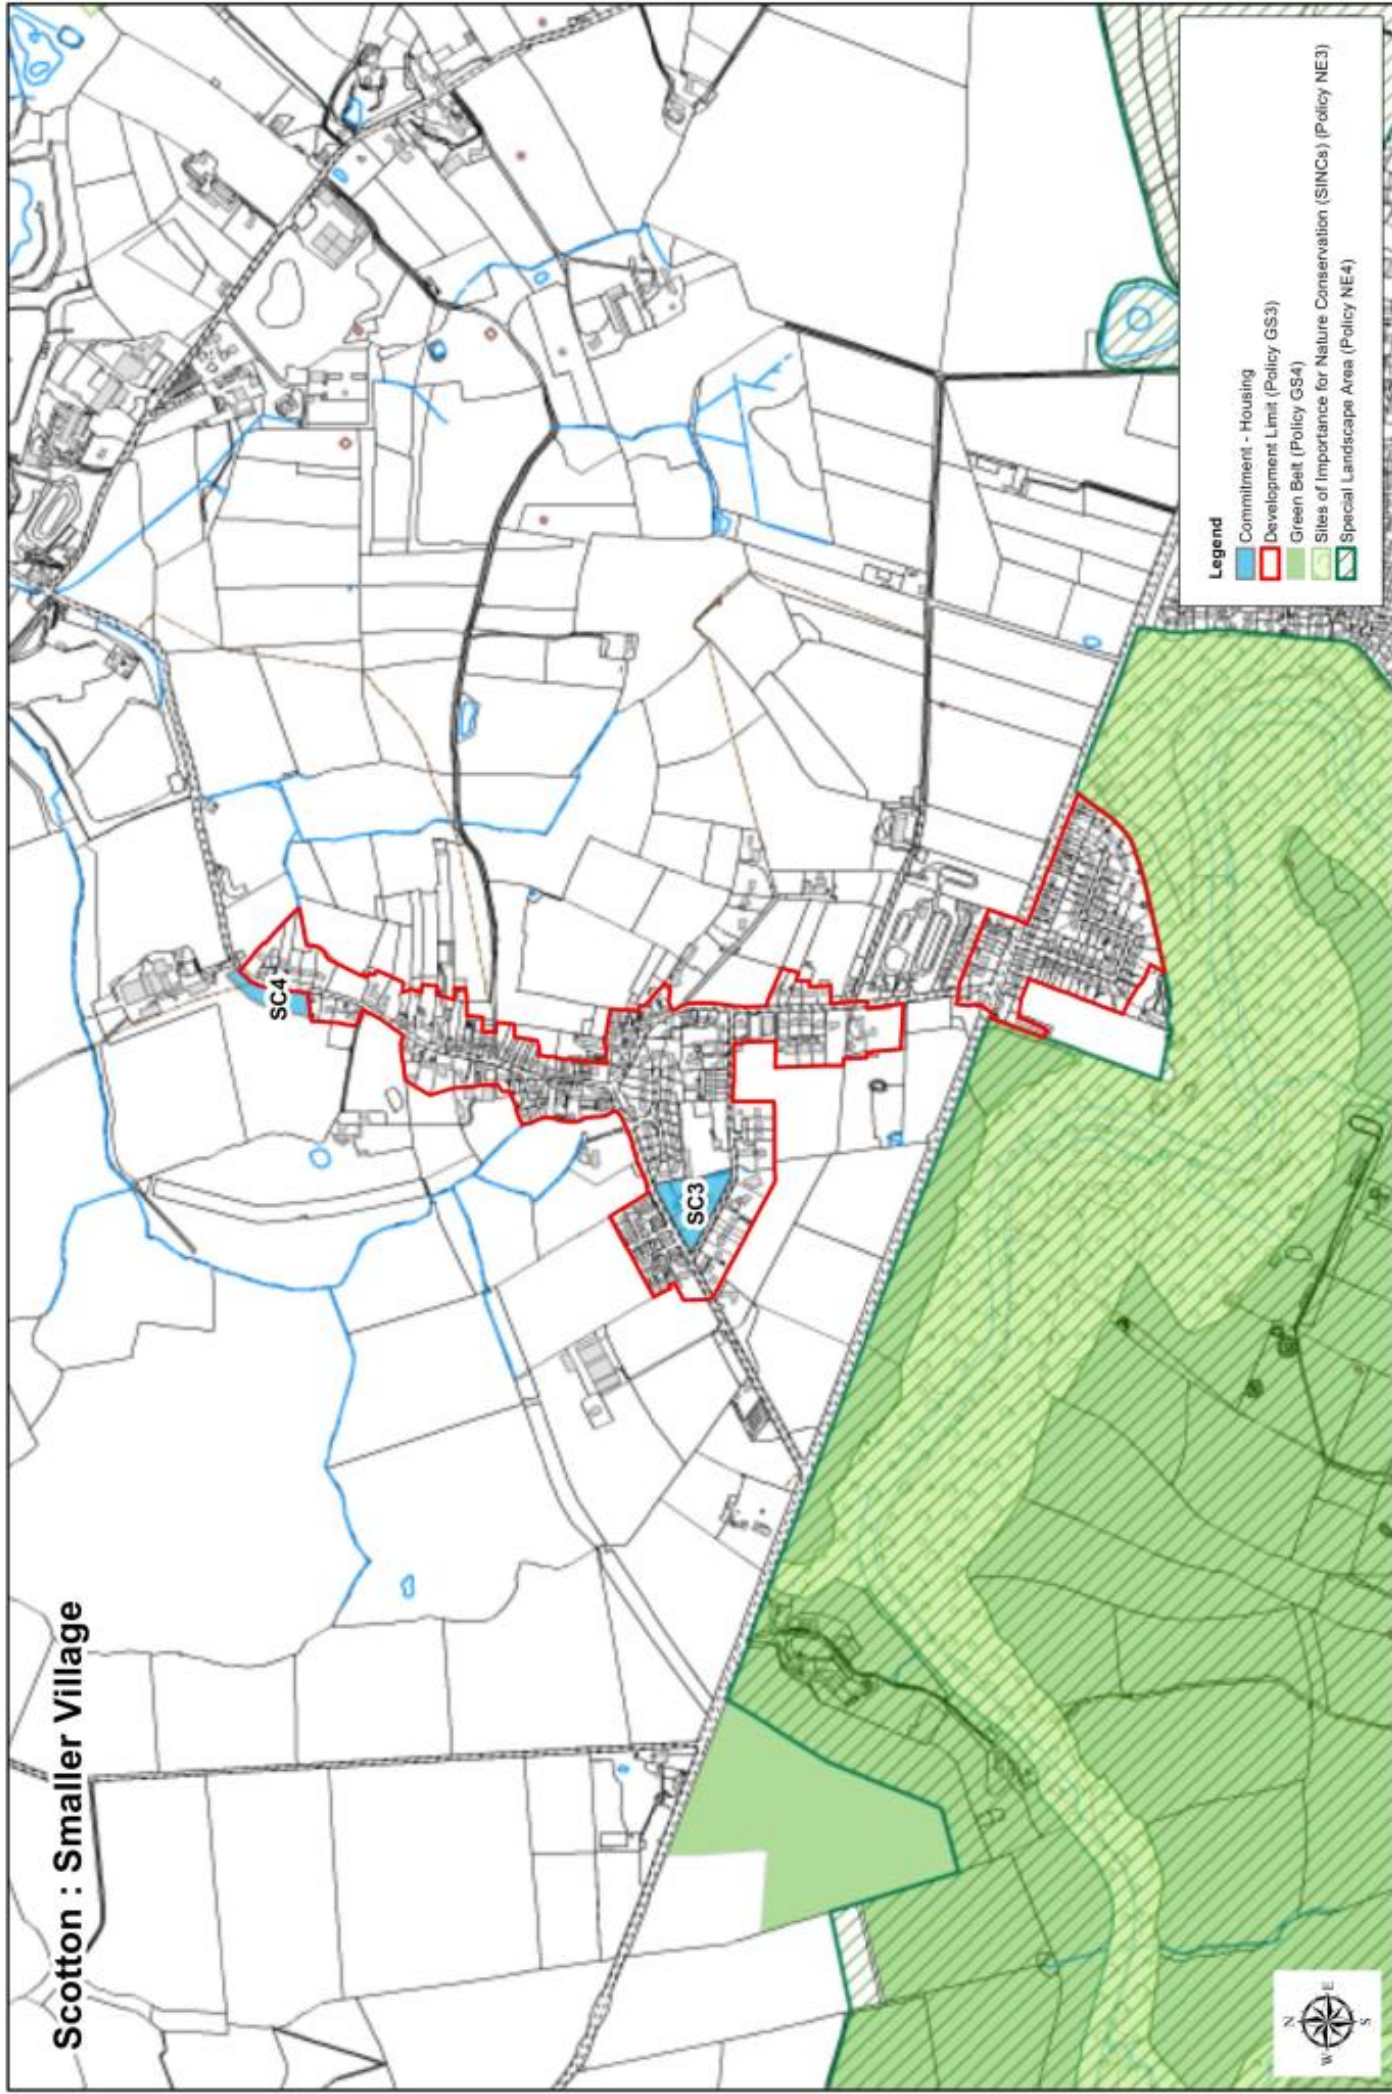 Scotton : Smaller Village
SC4
SC3
Legend
Commitment - Housing
Development Limit (Policy GS3)
Green Belt (Policy GS4)
Sites of Importance for Nature Conservation (SINCs) (Policy NE3)
Special Landscape Area (Policy NE4)
N
W E
S